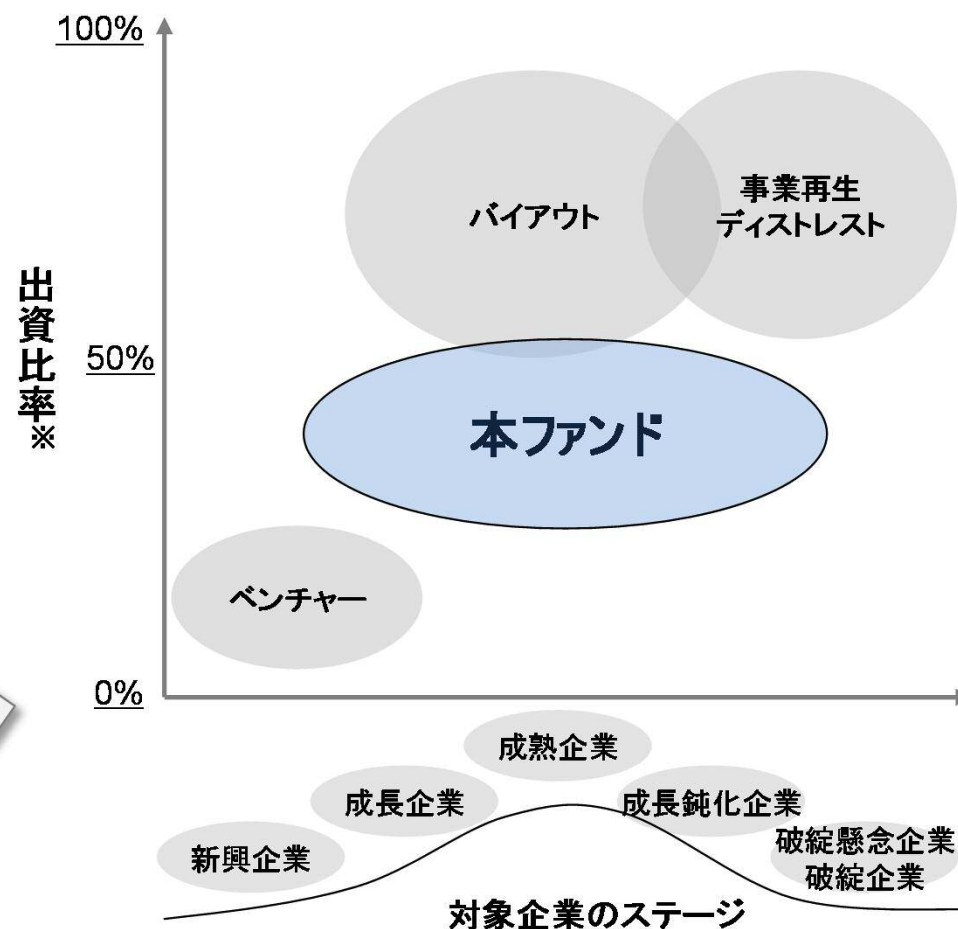 100%
バイアウト
事業再生
ディストレスト
出資比率※
50%
本ファンド
ベンチャー
0%
成熟企業
成長企業
成長鈍化企業
新興企業
破綻懸念企業
破綻企業
対象企業のステージ